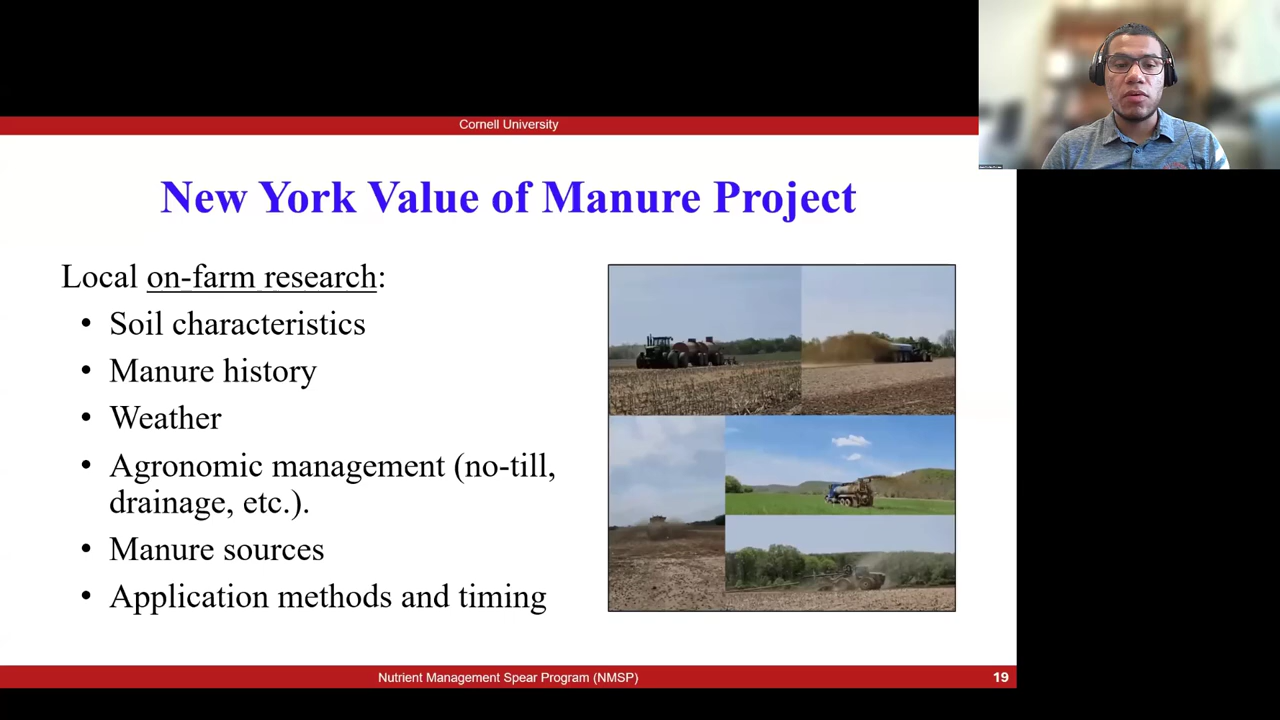 Cornell University
New York Value of Manure Project
Local on-farm research:
• Soil characteristics
• Manure history
• Weather
• Agronomic management (no-till,
drainage, etc.).
• Manure sources
• Application methods and timing
Nutrient Management Spear Program (NMSP)
19